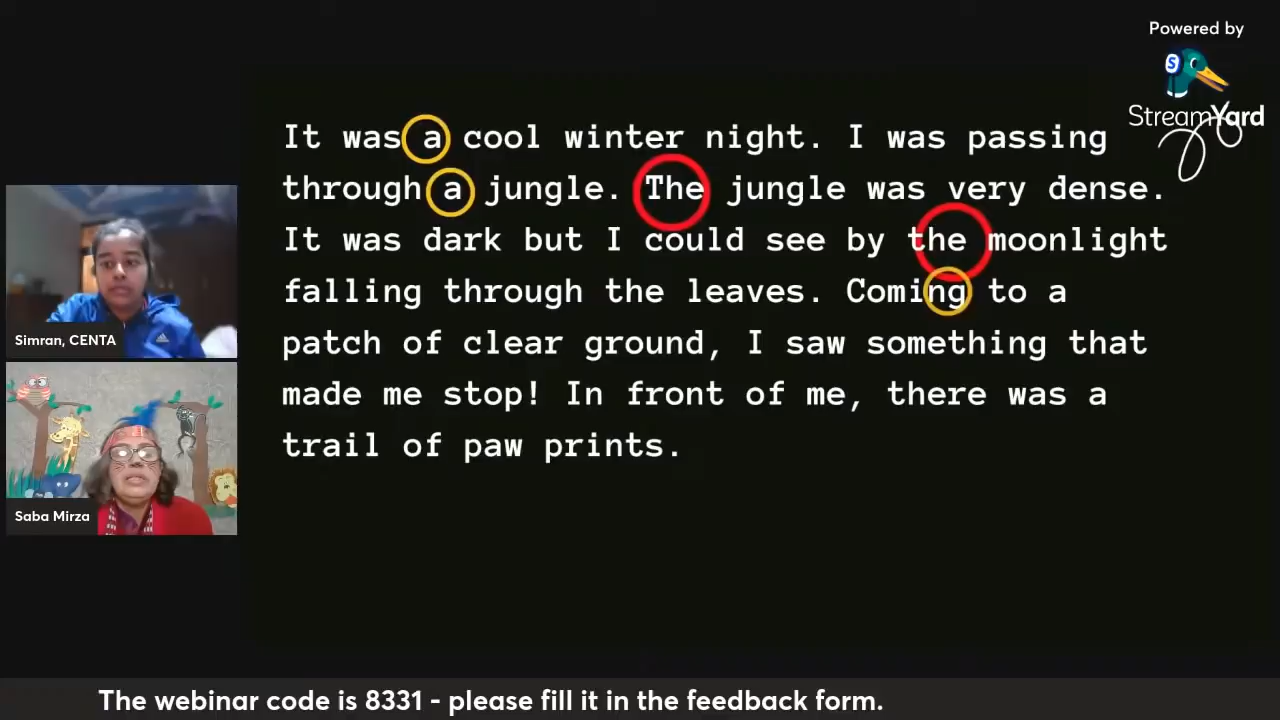 Powered by
StreamYard
It was a cool winter night. I was passing
through a jungle. The jungle was very dense.
It was dark but I could see by the moonlight
falling through the leaves. Coming to a
patch of clear ground, I saw something that
made me stop! In front of me, there was a
trail of paw prints.
Simran, CENTA
Saba Mirza
The webinar code is 8331 - please fill it in the feedback form.